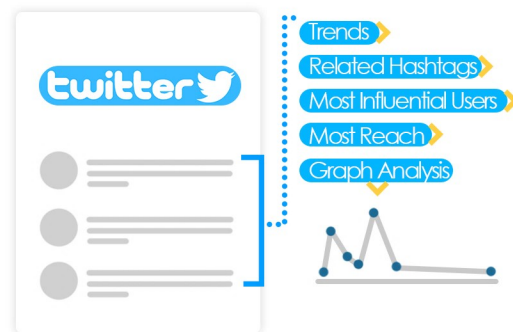 twitter
Trends
Related Hashtags
Most Influential Users
Most Reach
Graph Analysis